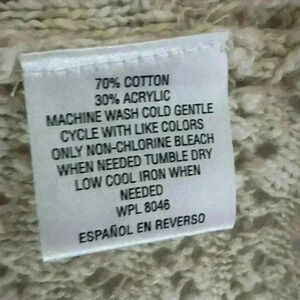 70% COTTON
30% ACRYLIC
MACHINE WASH COLD GENTLE
CYCLE WITH LIKE COLORS
ONLY NON-CHLORINE BLEACH
WHEN NEEDED TUMBLE DRY
LOW COOL IRON WHEN
NEEDED
WPL 8046
ESPAÑOL EN REVERSO